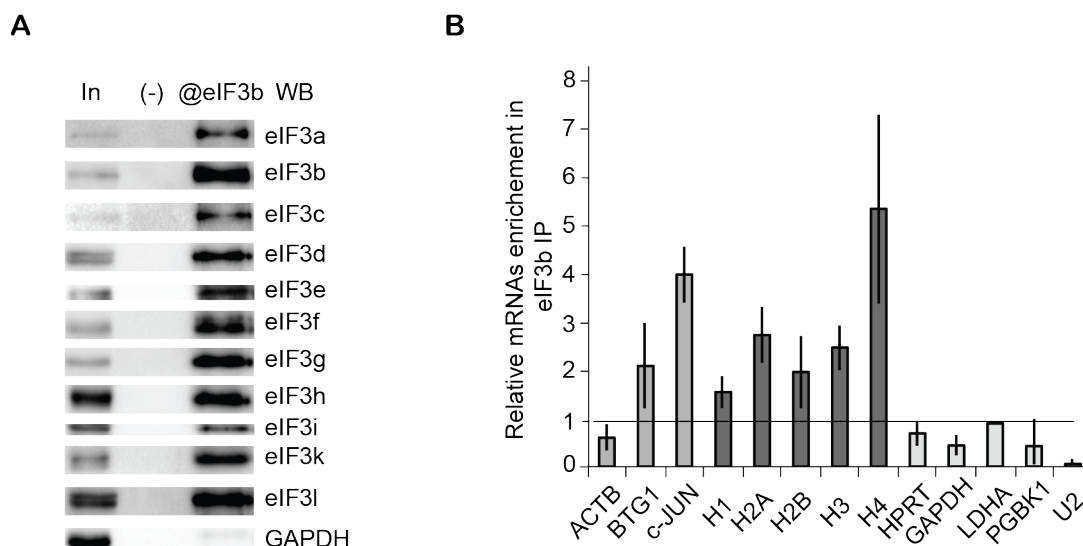 A
In (-) @eIF3b WB
eIF3a
eIF3b
eIF3c
eIF3d
eIF3e
eIF3f
eIF3g
eIF3h
eIF3i
eIF3k
eIF3l
GAPDH
B
Relative mRNAs enrichement in
eIF3b IP
8
7
6
5
4
3
2
1
0
ACTB
BTG1
c-JUN
H1
H2A
H2B
H3
H4
HPRT
GAPDH
LDHA
PGBK1
U2